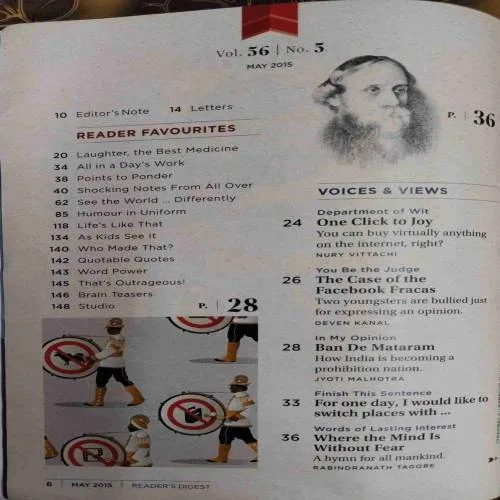 Vol. 56 | No. 5
MAY 2015
P. | 36
10 Editor's Note 14 Letters
READER FAVOURITES
20 Laughter, the Best Medicine
34 All in a Day's Work
38 Points to Ponder
40 Shocking Notes From All Over
62 See the World ... Differently
85 Humour in Uniform
118 Life's Like That
134 As Kids See It
140 Who Made That?
142 Quotable Quotes
143 Word Power
145 That's Outrageous!
146 Brain Teasers
148 Studio
P. | 28
VOICES & VIEWS
Department of Wit
24 One Click to Joy
You can buy virtually anything
on the internet, right?
NURY VITTACHI
You Be the Judge
26 The Case of the
Facebook Fracas
Two youngsters are bullied just
for expressing an opinion.
DEVEN KANAL
In My Opinion
28 Ban De Mataram
How India is becoming a
prohibition nation.
JYOTI MALHOTRA
Finish This Sentence
33 For one day, I would like to
switch places with ...
Words of Lasting Interest
36 Where the Mind Is
Without Fear
A hymn for all mankind.
RABINDRANATH TAGORE
6 | MAY 2015 | READER'S DIGEST